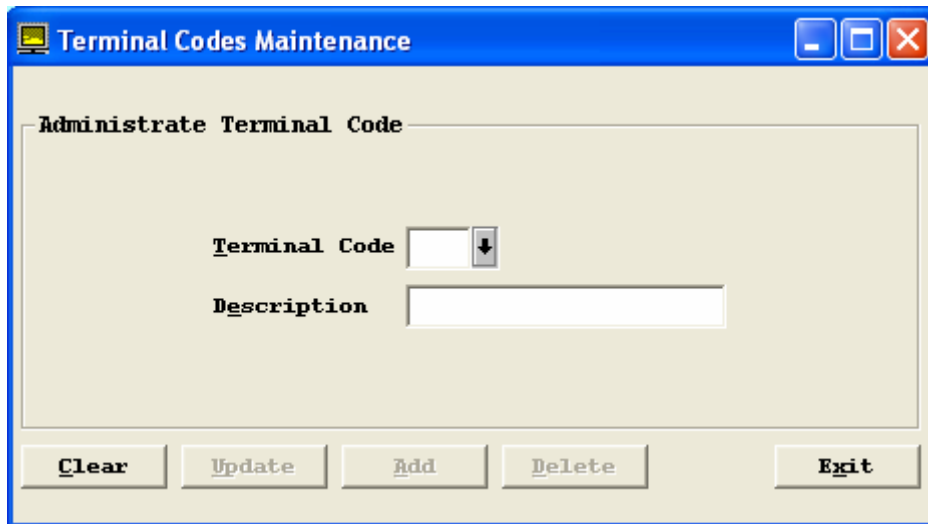 Terminal Codes Maintenance
Administrate Terminal Code
Terminal Code
Description
Clear Update Add Delete Exit